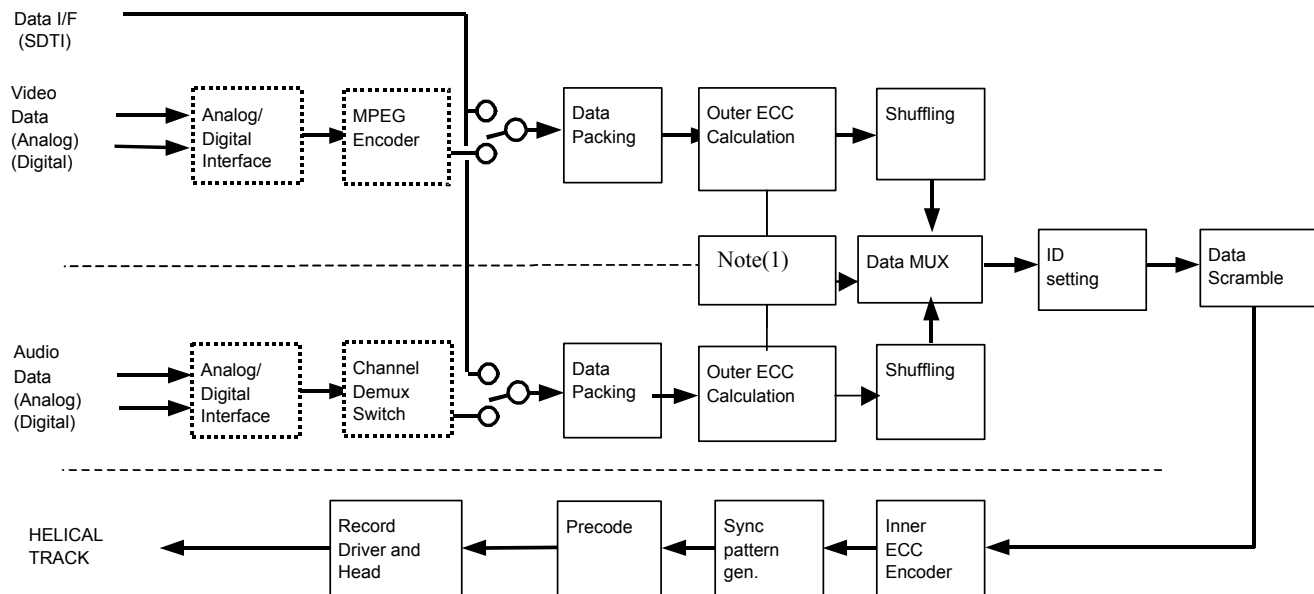 Data I/F
(SDTI)
Video
Data
(Analog)
(Digital)
Analog/
Digital
Interface
MPEG
Encoder
Data
Packing
Outer ECC
Calculation
Shuffling
Note(1)
Data MUX
ID
setting
Data
Scramble
Audio
Data
(Analog)
(Digital)
Analog/
Digital
Interface
Channel
Demux
Switch
Data
Packing
Outer ECC
Calculation
Shuffling
HELICAL
TRACK
Record
Driver and
Head
Precode
Sync
pattern
gen.
Inner
ECC
Encoder